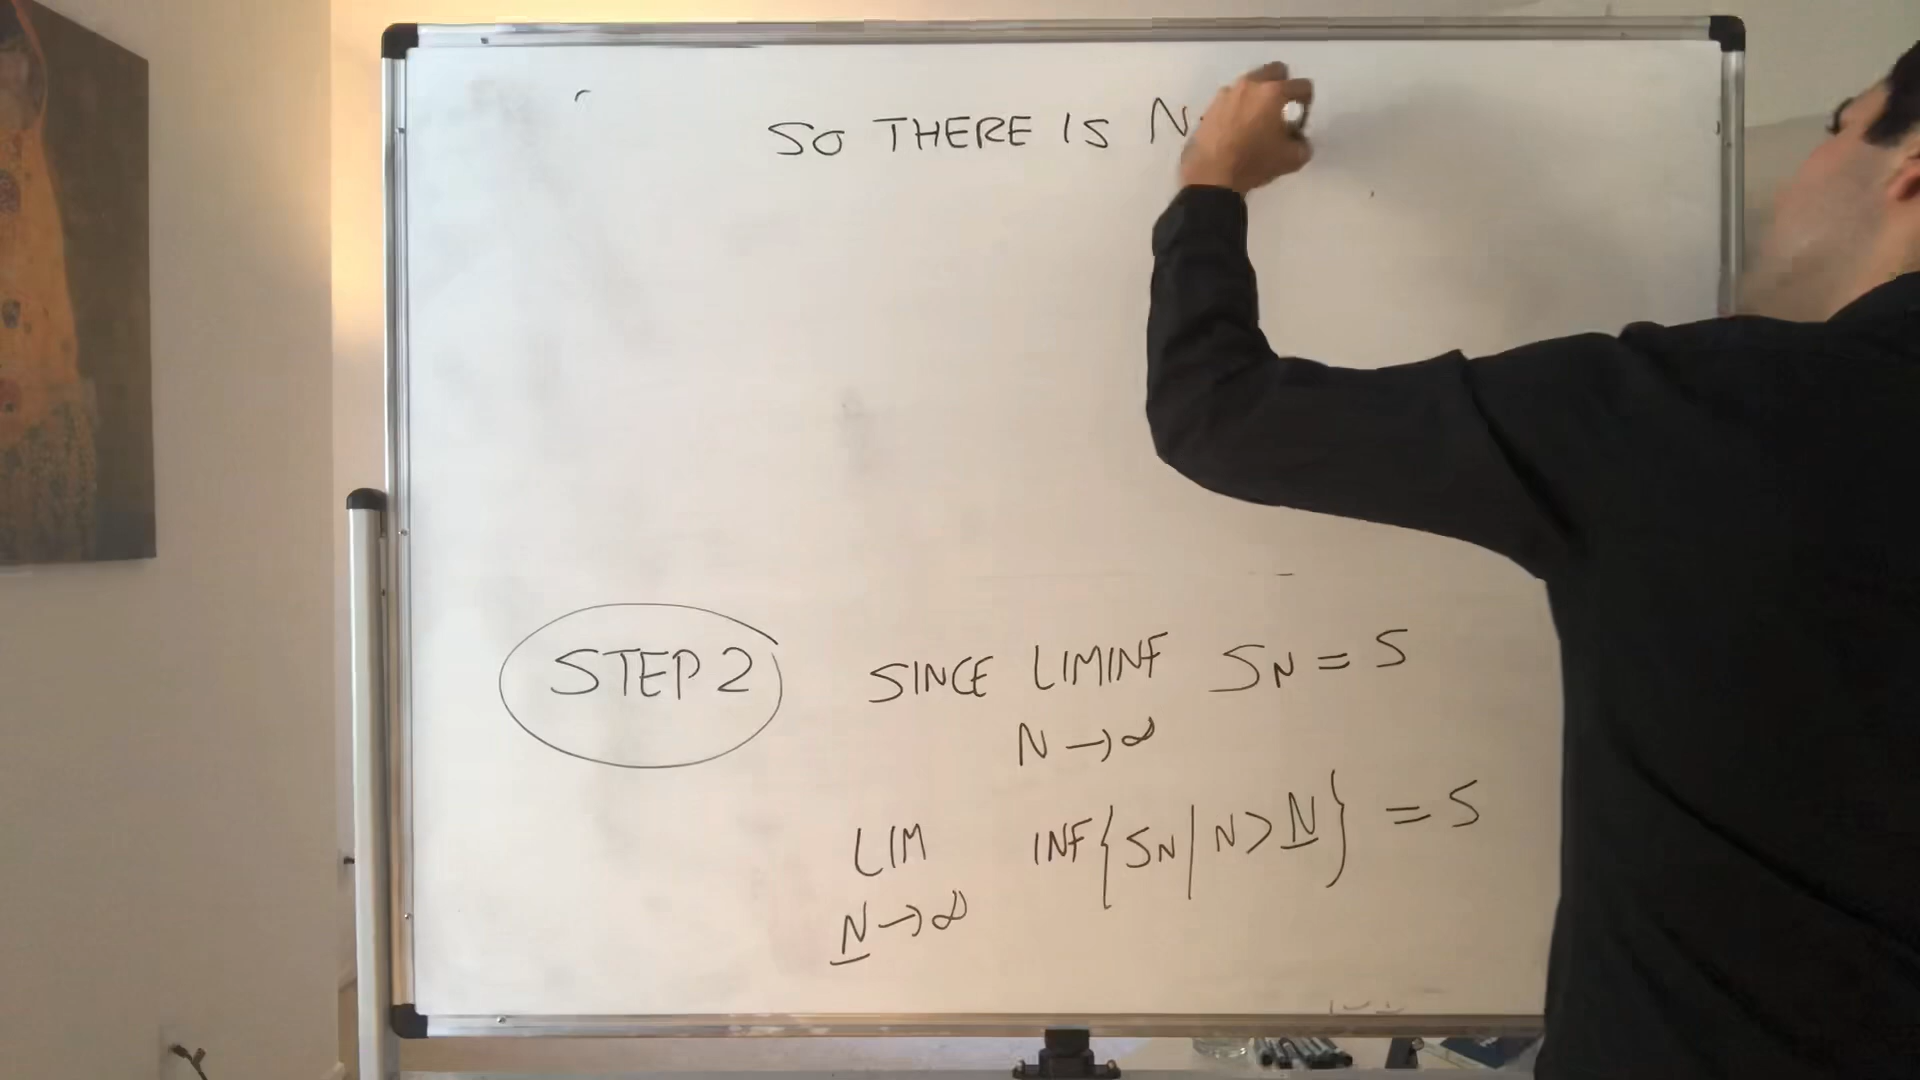 SO THERE IS N
STEP 2 SINCE LIMINF SN = S
N → ∞
LIM INF{SN | N > N} = S
N → ∞